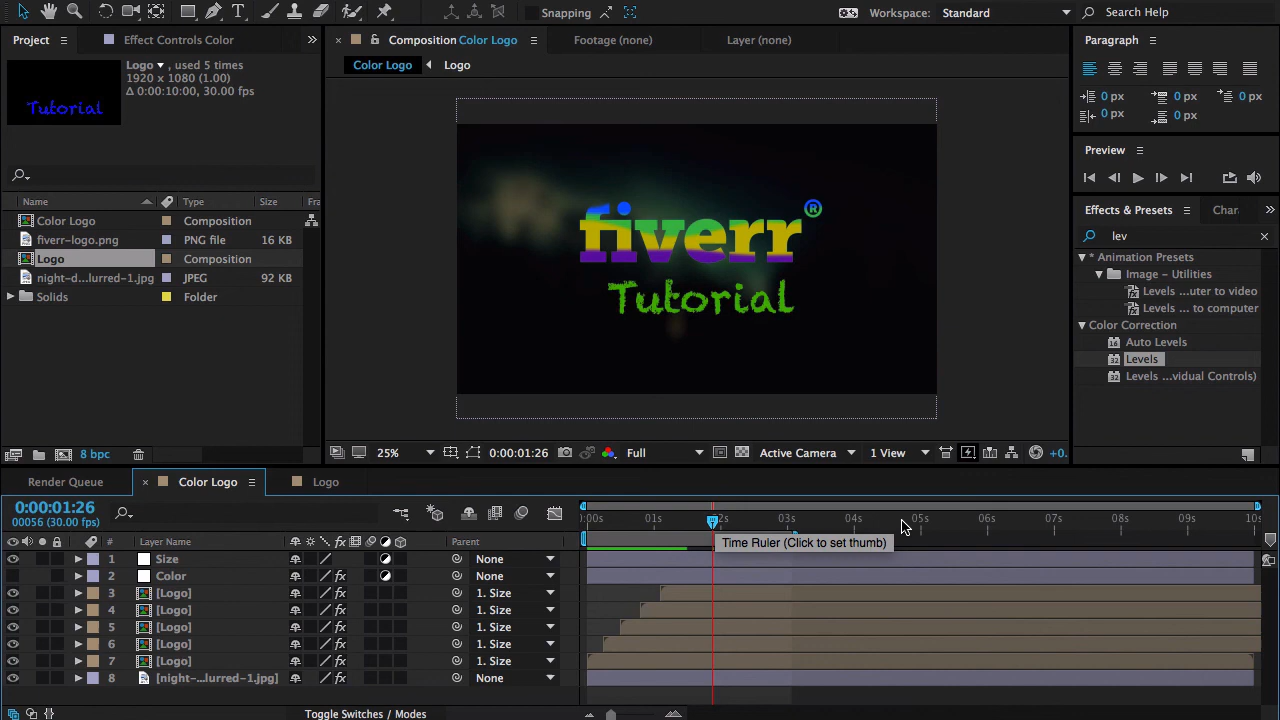 Snapping
Workspace: Standard
Search Help
Project
Effect Controls Color
Composition Color Logo
Footage (none)
Layer (none)
Paragraph
Logo , used 5 times
1920 x 1080 (1.00)
Δ 0:00:10:00, 30.00 fps
Tutorial
Color Logo
Logo
0 px
0 px
0 px
0 px
0 px
Preview
Name
Type
Size
Fra
Color Logo
Composition
fiverr-logo.png
PNG file
16 KB
Logo
Composition
night-d...lurred-1.jpg
JPEG
92 KB
Solids
Folder
fiverr®
Tutorial
Effects & Presets
Char
lev
* Animation Presets
Image – Utilities
Levels ...uter to video
Levels ... to computer
Color Correction
Auto Levels
Levels
Levels ...vidual Controls)
8 bpc
25%
0:00:01:26
Full
Active Camera
1 View
+0.
Render Queue
Color Logo
Logo
0:00:01:26
00056 (30.00 fps)
):00s
01s
02s
03s
04s
05s
06s
07s
08s
09s
10s
Time Ruler (Click to set thumb)
#
Layer Name
Parent
1 Size None
2 Color None
3 [Logo] 1. Size
4 [Logo] 1. Size
5 [Logo] 1. Size
6 [Logo] 1. Size
7 [Logo] 1. Size
8 [night-...lurred-1.jpg] None
Toggle Switches / Modes